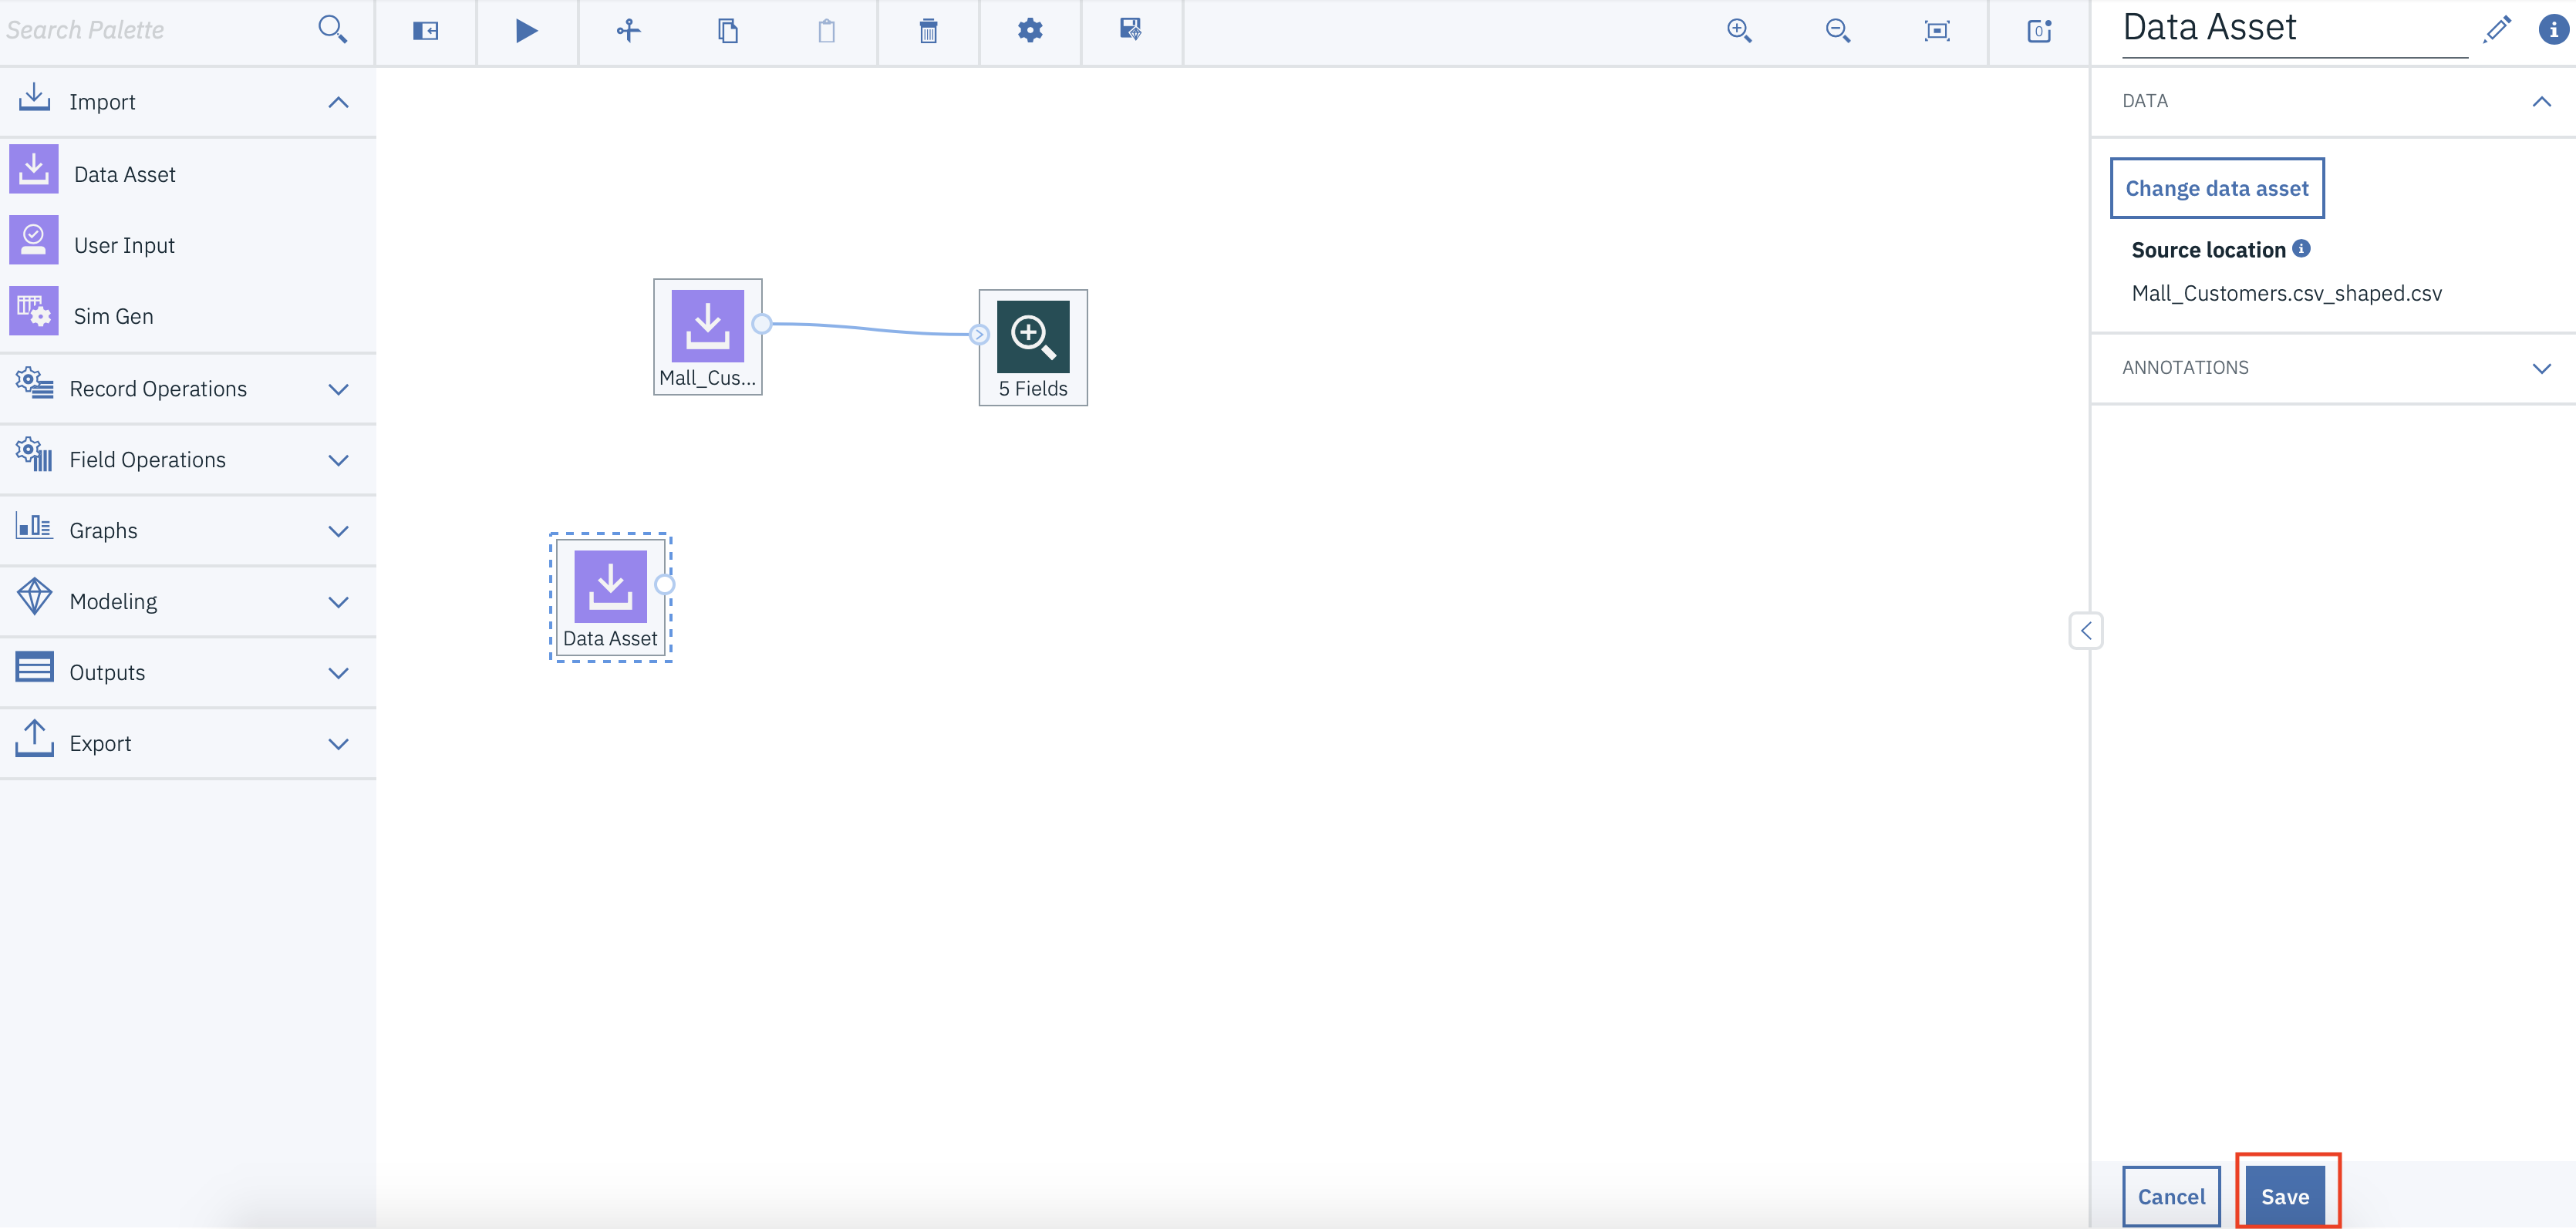 Search Palette
Import
Data Asset
User Input
Sim Gen
Record Operations
Field Operations
Graphs
Modeling
Outputs
Export
Mall_Cus...
5 Fields
Data Asset
0
Data Asset
DATA
Change data asset
Source location
Mall_Customers.csv_shaped.csv
ANNOTATIONS
Cancel
Save